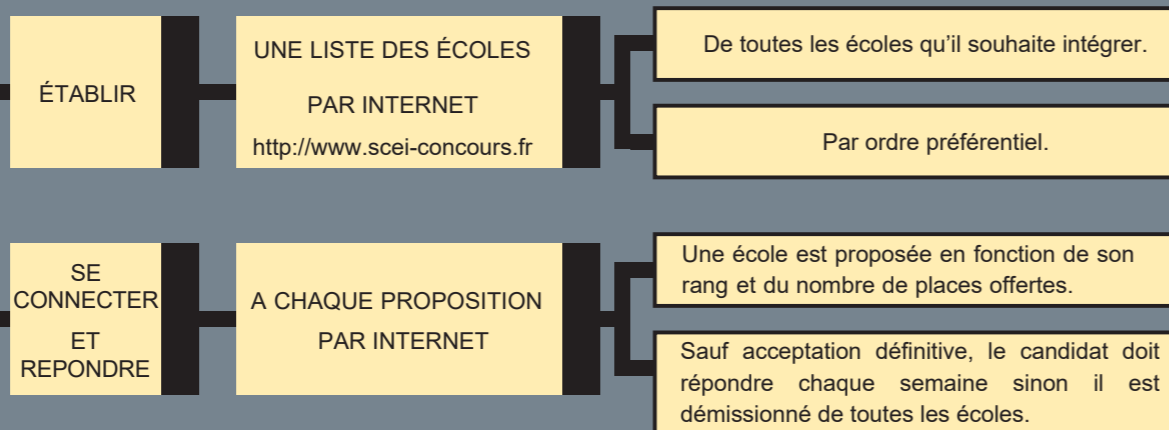 ÉTABLIR
UNE LISTE DES ÉCOLES
PAR INTERNET
http://www.scei-concours.fr
De toutes les écoles qu'il souhaite intégrer.
Par ordre préférentiel.
SE
CONNECTER
ET
REPONDRE
A CHAQUE PROPOSITION
PAR INTERNET
Une école est proposée en fonction de son
rang et du nombre de places offertes.
Sauf acceptation définitive, le candidat doit
répondre chaque semaine sinon il est
démissionné de toutes les écoles.